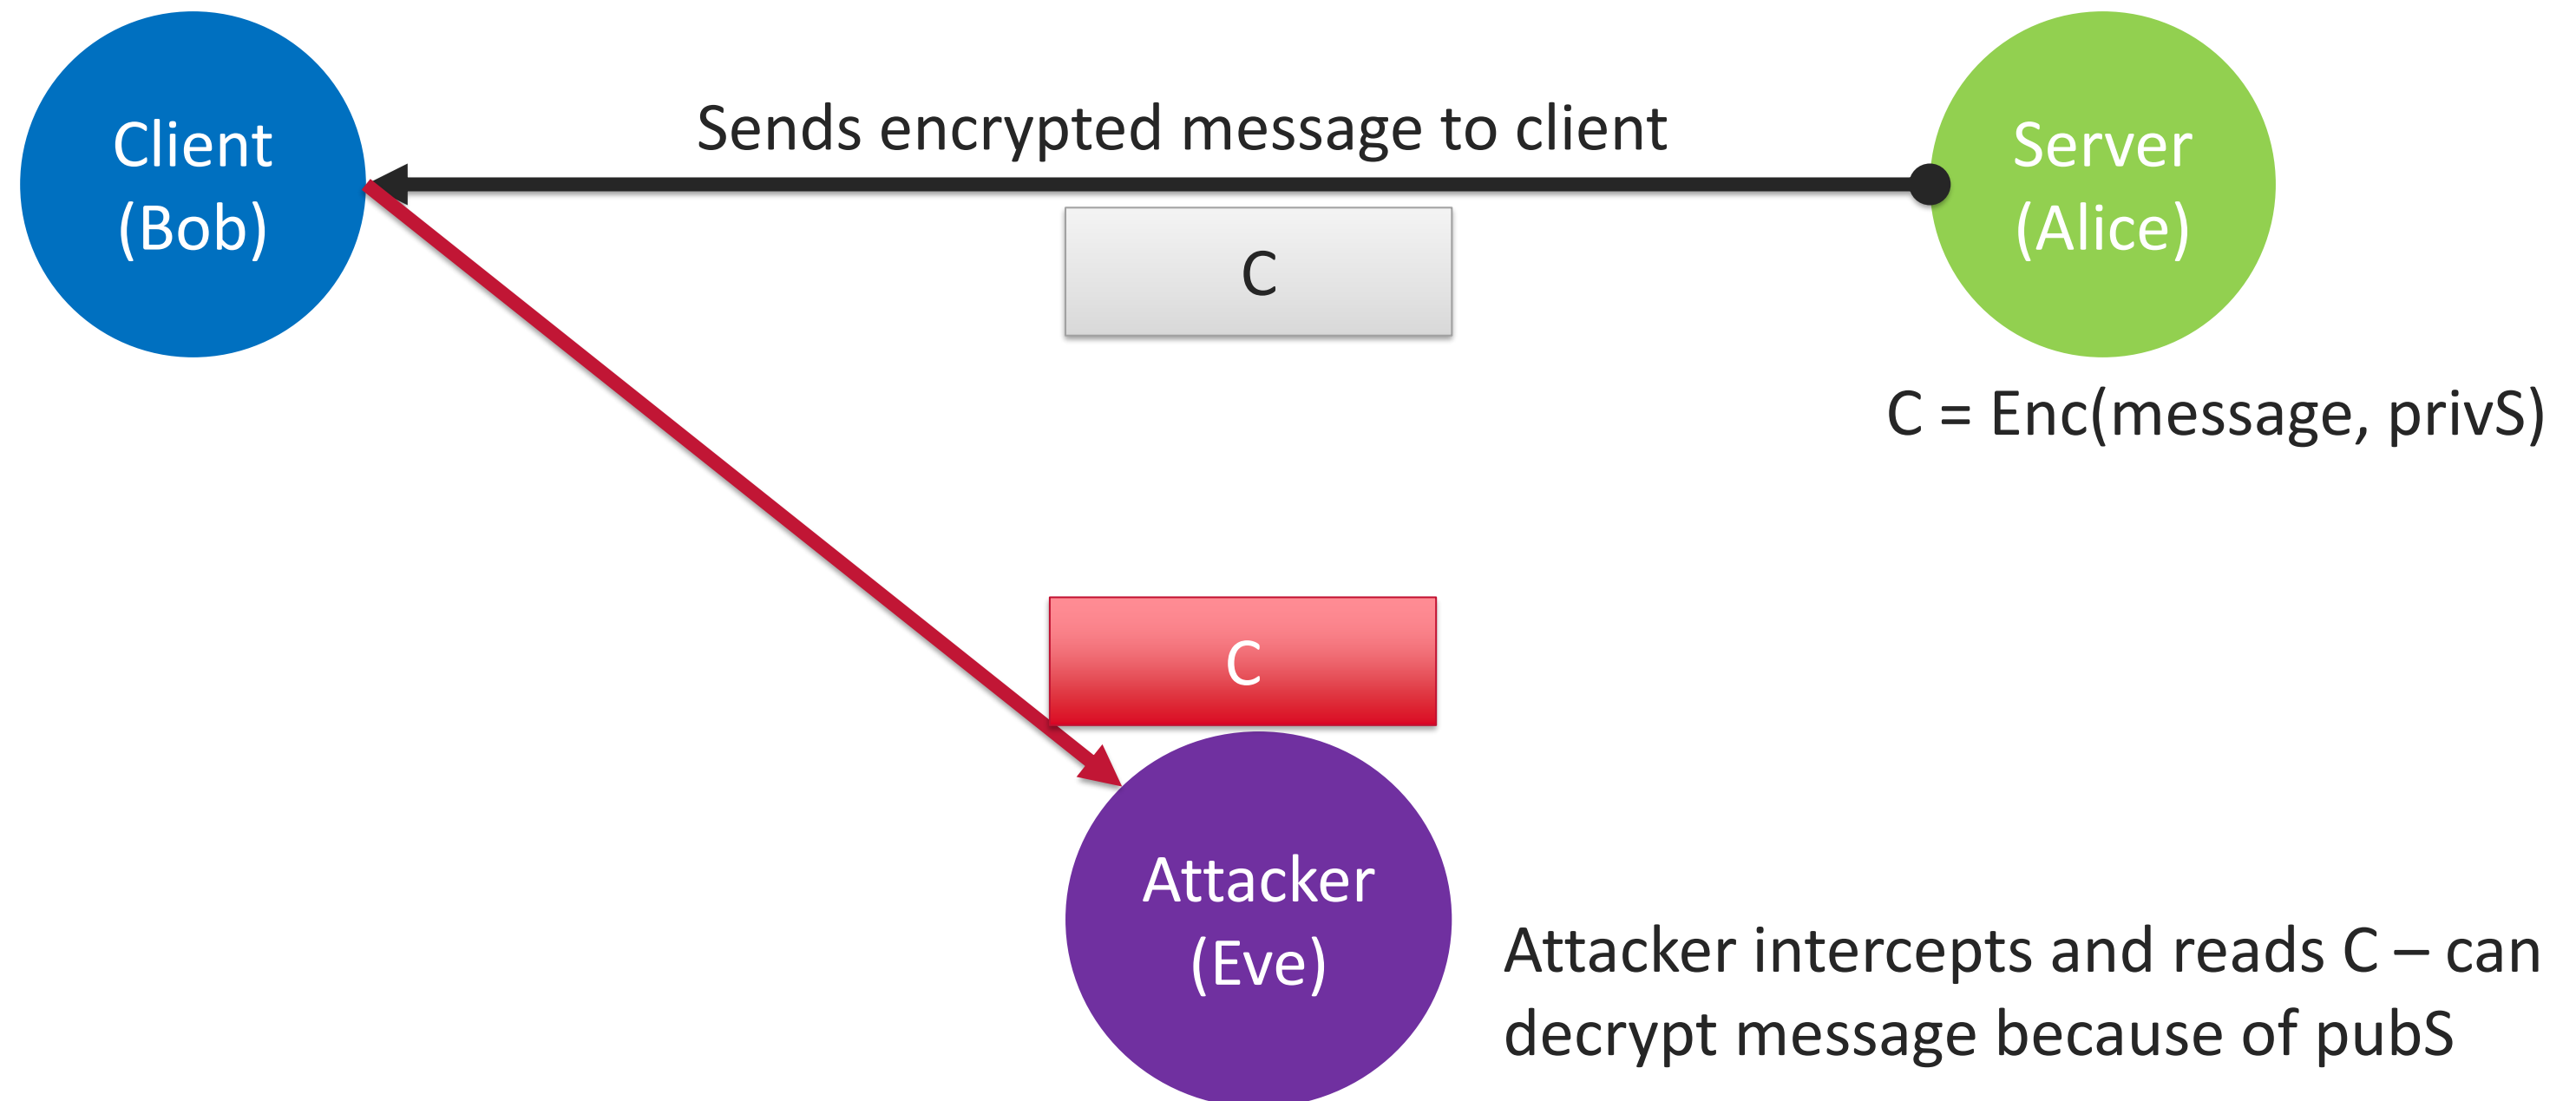 Client
(Bob)
Sends encrypted message to client
Server
(Alice)
C
C = Enc(message, privS)
C
Attacker
(Eve)
Attacker intercepts and reads C – can
decrypt message because of pubS